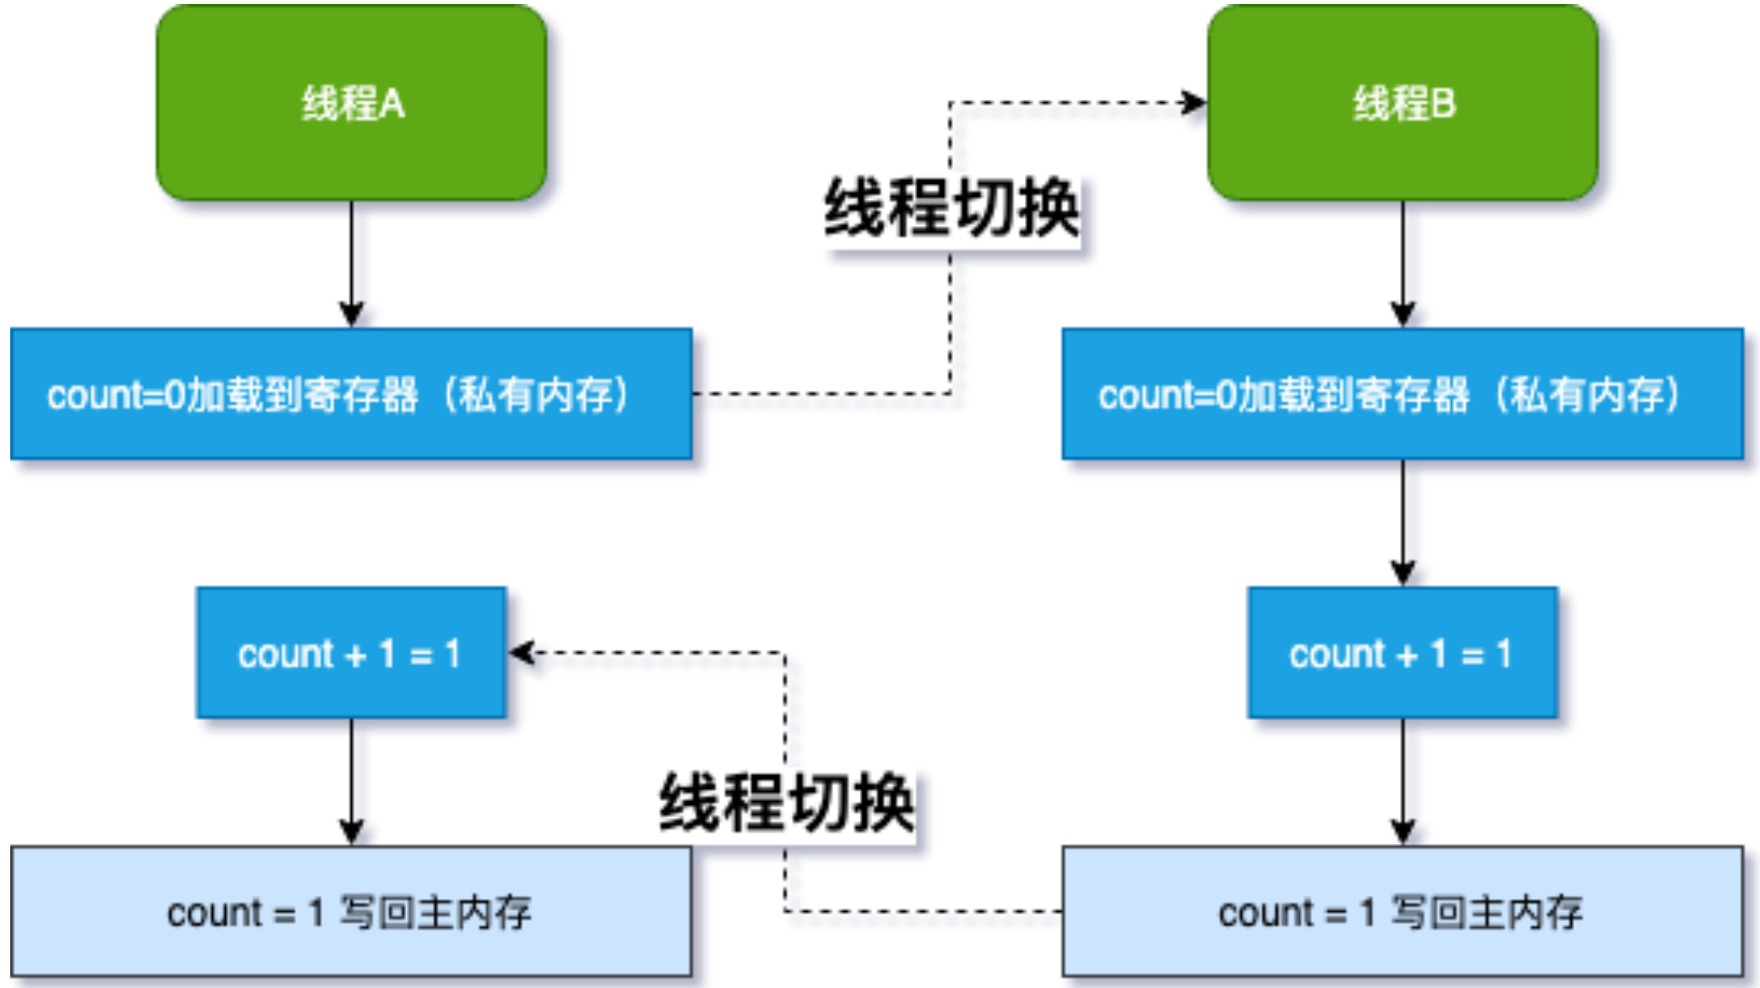 线程A
线程B
线程切换
count=0加载到寄存器（私有内存）
count=0加载到寄存器（私有内存）
count + 1 = 1
count + 1 = 1
线程切换
count = 1 写回主内存
count = 1 写回主内存